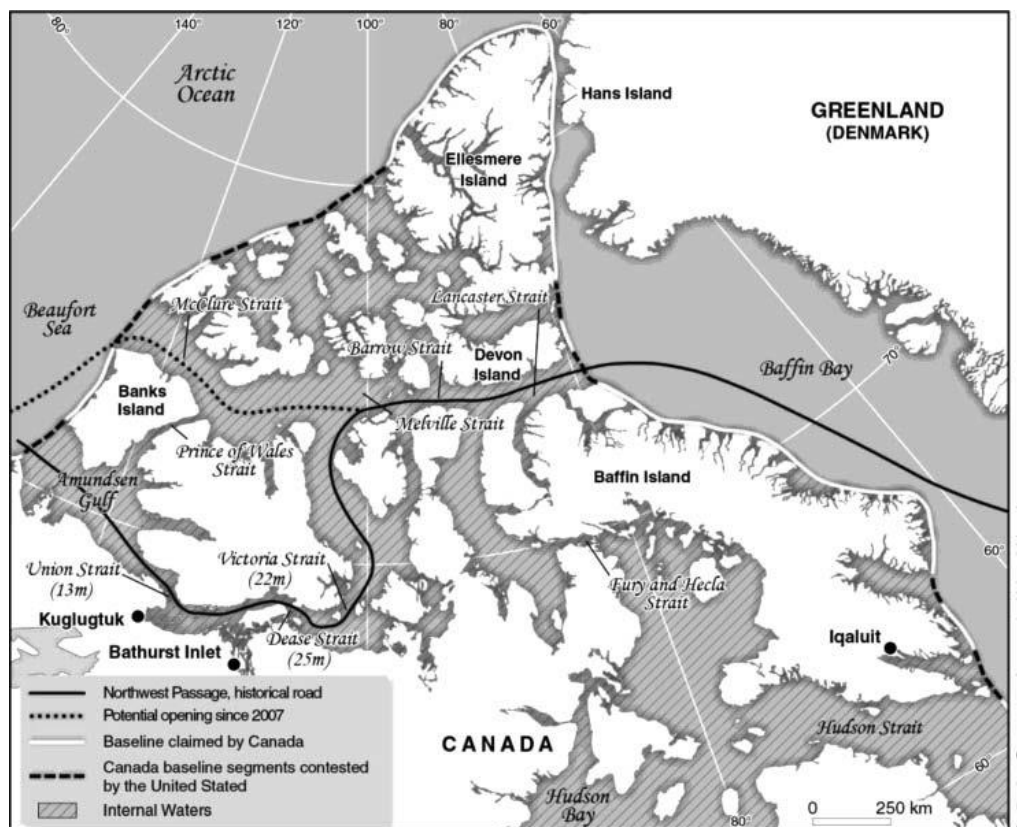 80°
140°
120°
100°
80°
60°
Arctic
Ocean
Hans Island
GREENLAND
(DENMARK)
Ellesmere
Island
Beaufort
Sea
McClure Strait
Lancaster Strait
Barrow Strait
Devon
Island
Baffin Bay
70°
Banks
Island
Melville Strait
Prince of Wales
Strait
Amundsen
Gulf
Baffin Island
60°
Union Strait
(13m)
Victoria Strait
(22m)
Fury and Hecla
Strait
Kuglugtuk
Dease Strait
(25m)
Iqaluit
Bathurst Inlet
Northwest Passage, historical road
Potential opening since 2007
Baseline claimed by Canada
Canada baseline segments contested
by the United Stated
Internal Waters
CANADA
Hudson Strait
Hudson
Bay
80°
60
0 250 km